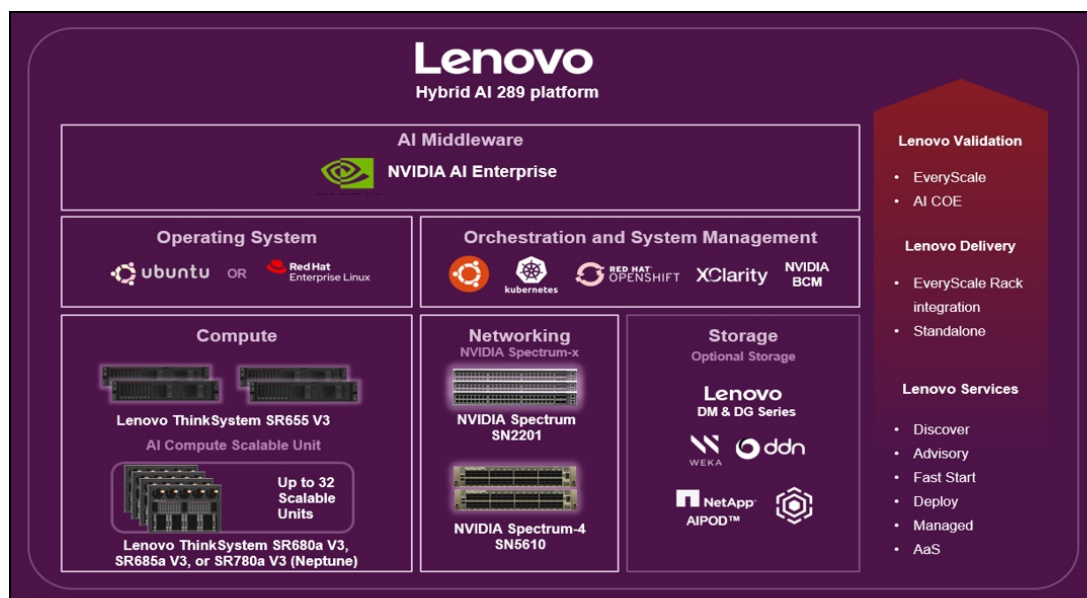 Lenovo
Hybrid AI 289 platform
AI Middleware
NVIDIA AI Enterprise
Operating System
ubuntu OR Red Hat
Enterprise Linux
Orchestration and System Management
kubernetes
RED HAT
OPENSHIFT
XClarity
NVIDIA
BCM
Compute
Lenovo ThinkSystem SR655 V3
AI Compute Scalable Unit
Up to 32
Scalable
Units
Lenovo ThinkSystem SR680a V3,
SR685a V3, or SR780a V3 (Neptune)
Networking
NVIDIA Spectrum-x
NVIDIA Spectrum
SN2201
NVIDIA Spectrum-4
SN5610
Storage
Optional Storage
Lenovo
DM & DG Series
WEKA
ddn
NetApp
AIPOD™
Lenovo Validation
• EveryScale
• AI COE
Lenovo Delivery
• EveryScale Rack
integration
• Standalone
Lenovo Services
• Discover
• Advisory
• Fast Start
• Deploy
• Managed
• AaS